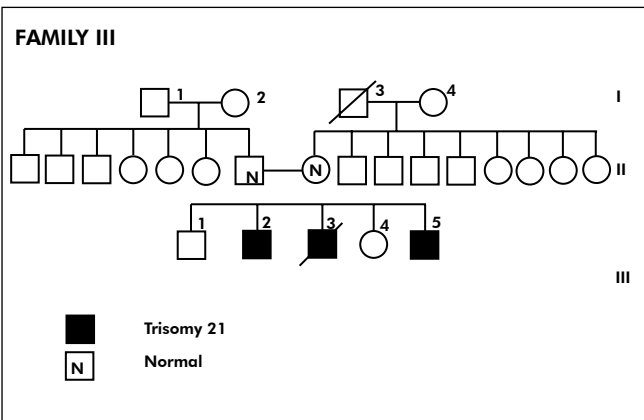 FAMILY III
1 2 3 4 I
N N II
1 2 3 4 5
III
Trisomy 21
N Normal